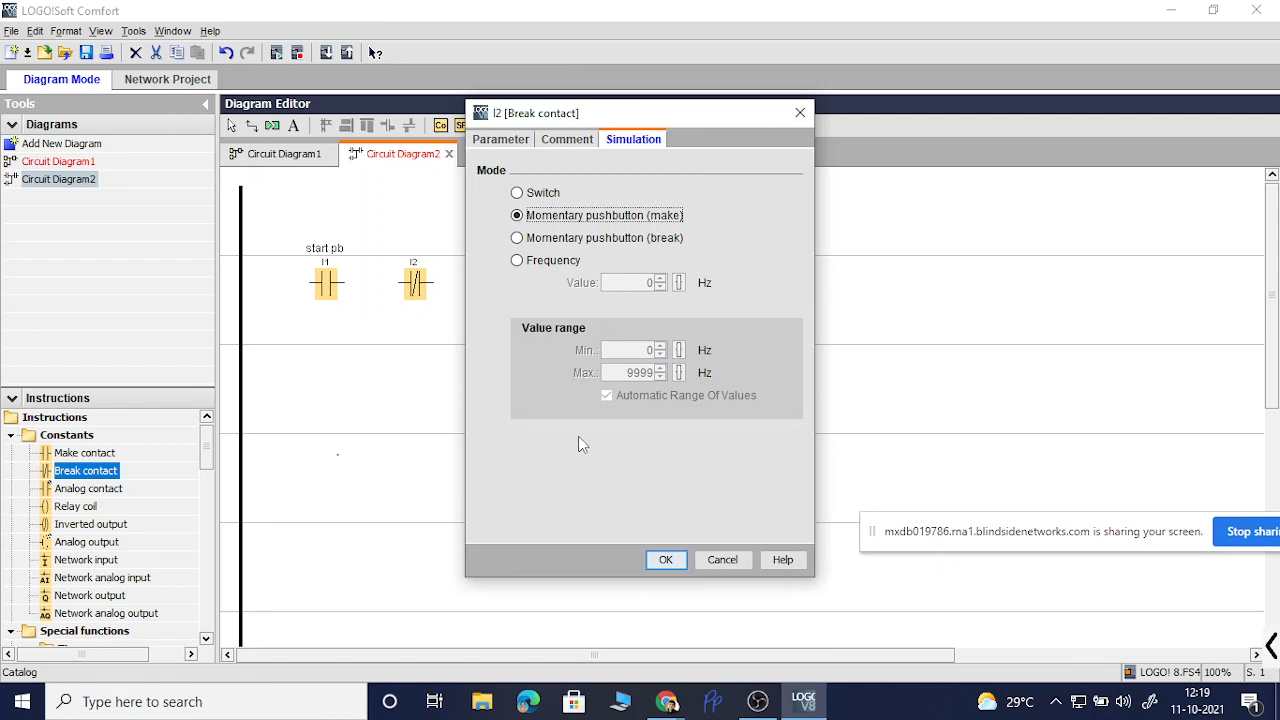 LOGO!Soft Comfort
File Edit Format View Tools Window Help
Diagram Mode Network Project
Tools
Diagrams
Add New Diagram
Circuit Diagram1
Circuit Diagram2
Instructions
Instructions
Constants
Make contact
Break contact
Analog contact
Relay coil
Inverted output
Analog output
Network input
Network analog input
Network output
Network analog output
Special functions
Diagram Editor
Co SF
Circuit Diagram1 Circuit Diagram2
start pb
I1 I2
I2 [Break contact]
Parameter Comment Simulation
Mode
Switch
Momentary pushbutton (make)
Momentary pushbutton (break)
Frequency
Value: 0 Hz
Value range
Min.: 0 Hz
Max.: 9999 Hz
Automatic Range Of Values
OK Cancel Help
mxdb019786.rna1.blindsidenetworks.com is sharing your screen. Stop shari
Catalog LOGO! 8.FS4 100% S. 1
Type here to search
LOGO
V8
29°C
12:19
11-10-2021
1